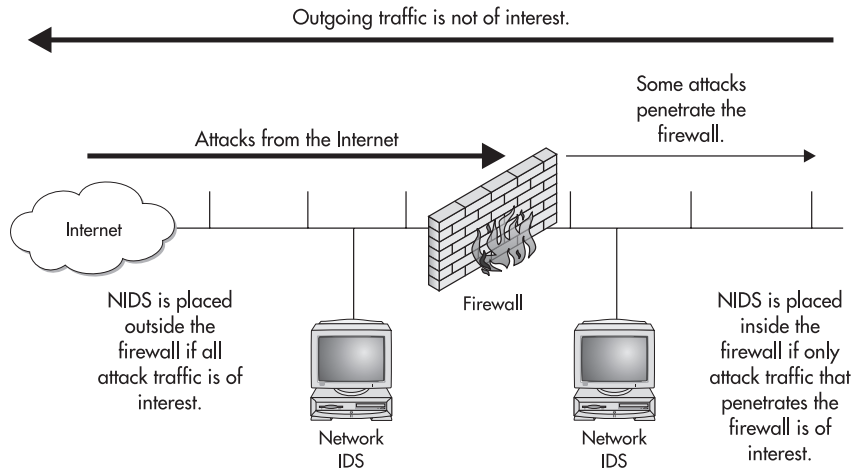 Outgoing traffic is not of interest.
Some attacks
penetrate the
firewall.
Attacks from the Internet
Internet
Firewall
NIDS is placed
outside the
firewall if all
attack traffic is of
interest.
Network
IDS
Network
IDS
NIDS is placed
inside the
firewall if only
attack traffic that
penetrates the
firewall is of
interest.